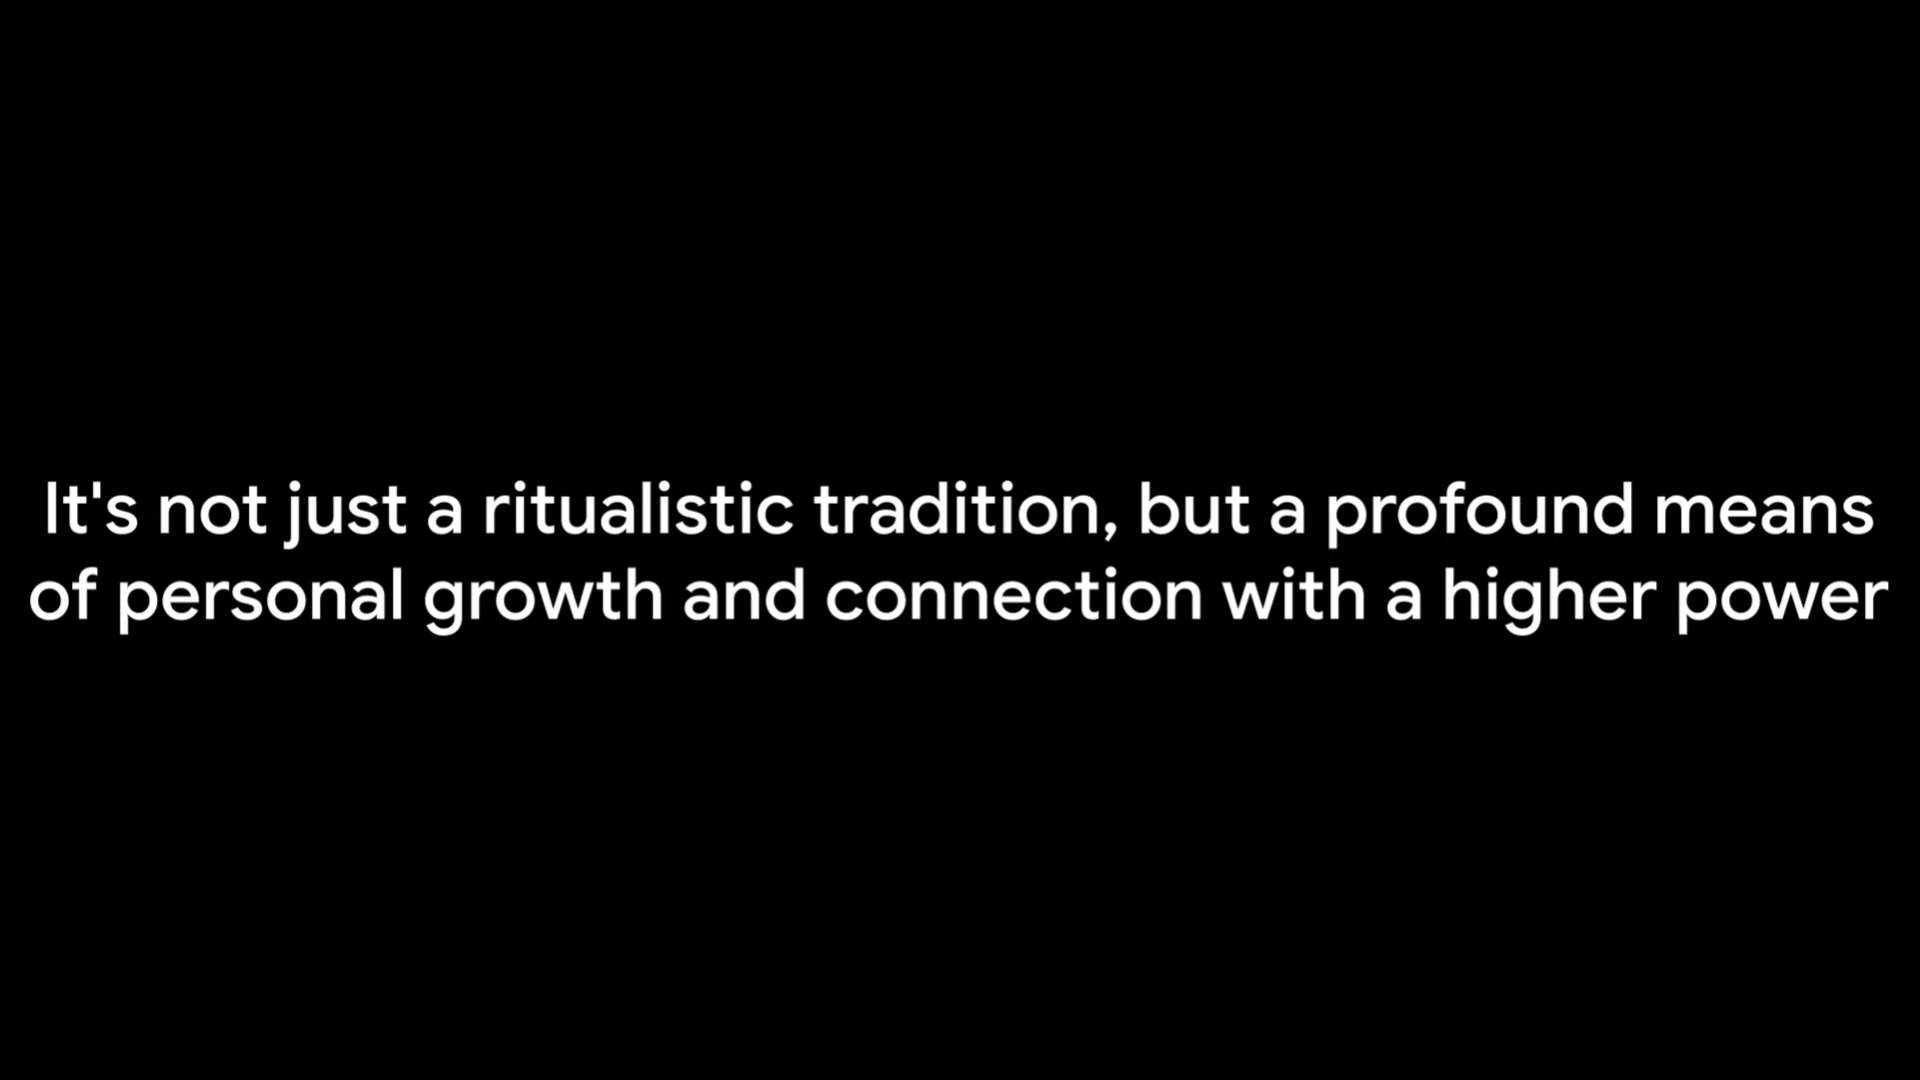 It's not just a ritualistic tradition, but a profound means
of personal growth and connection with a higher power